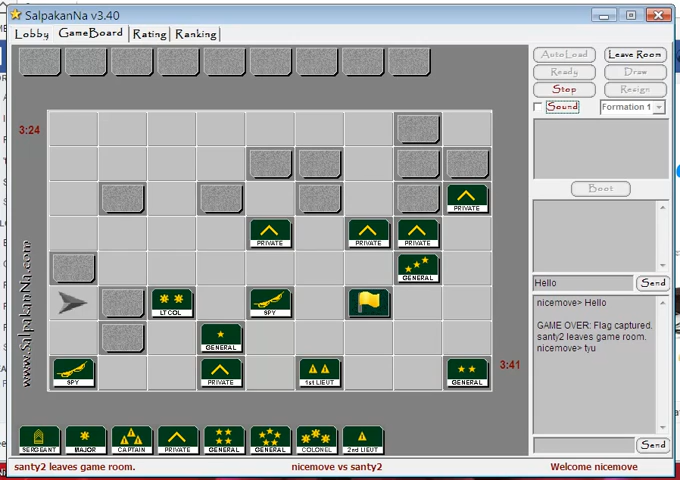 SalpakanNa v3.40
Lobby GameBoard Rating Ranking
AutoLoad Leave Room
Ready Draw
Stop Resign
Sound Formation 1
Boot
3:24
PRIVATE
PRIVATE PRIVATE PRIVATE
GENERAL
LT COL SPY
GENERAL
SPY PRIVATE 1st LIEUT GENERAL
3:41
www.SalpakanNa.com
Hello Send
nicemove> Hello
GAME OVER: Flag captured.
santy2 leaves game room.
nicemove> tyu
Send
SERGEANT MAJOR CAPTAIN PRIVATE GENERAL GENERAL COLONEL 2nd LIEUT
santy2 leaves game room. nicemove vs santy2 Welcome nicemove